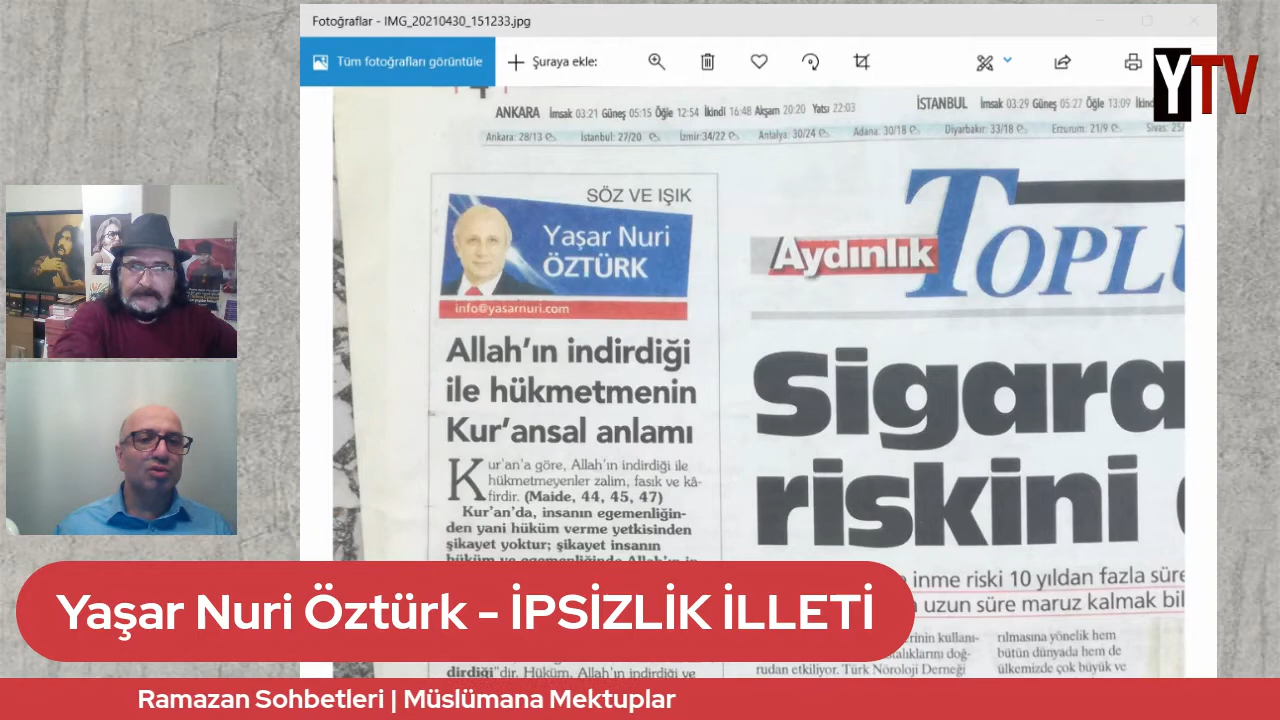 Fotoğraflar - IMG_20210430_151233.jpg
Tüm fotoğrafları görüntüle
Şuraya ekle:
YTV
ANKARA İmsak 03:21 Güneş 05:15 Öğle 12:54 İkindi 16:48 Akşam 20:20 Yatsı 22:03
İSTANBUL İmsak 03:29 Güneş 05:27 Öğle 13:09
Ankara: 28/13 İstanbul: 27/20 İzmir:34/22 Antalya: 30/24 Adana: 30/18 Diyarbakır: 33/18 Erzurum: 21/9 Sivas: 25/
SÖZ VE IŞIK
Yaşar Nuri
ÖZTÜRK
info@yasarnuri.com
Allah'ın indirdiği
ile hükmetmenin
Kur'ansal anlamı
Kur'an'a göre, Allah'ın indirdiği ile
hükmetmeyenler zalim, fasık ve kâ-
firdir. (Maide, 44, 45, 47)
Kur'an'da, insanın egemenliğin-
den yani hüküm verme yetkisinden
şikayet yoktur; şikayet insanın
dirdiği"dir. Hüküm, Allah'ın indirdiği ve
Aydınlık
TOPLU
Sigara
riskini
inme riski 10 yıldan fazla süre
uzun süre maruz kalmak bil
erinin kullanı-
talıklarını doğ-
rudan etkiliyor. Türk Nöroloji Derneği
rılmasına yönelik hem
bütün dünyada hem de
ülkemizde çok büyük ve
Yaşar Nuri Öztürk - İPSİZLİK İLLETİ
Ramazan Sohbetleri | Müslümana Mektuplar